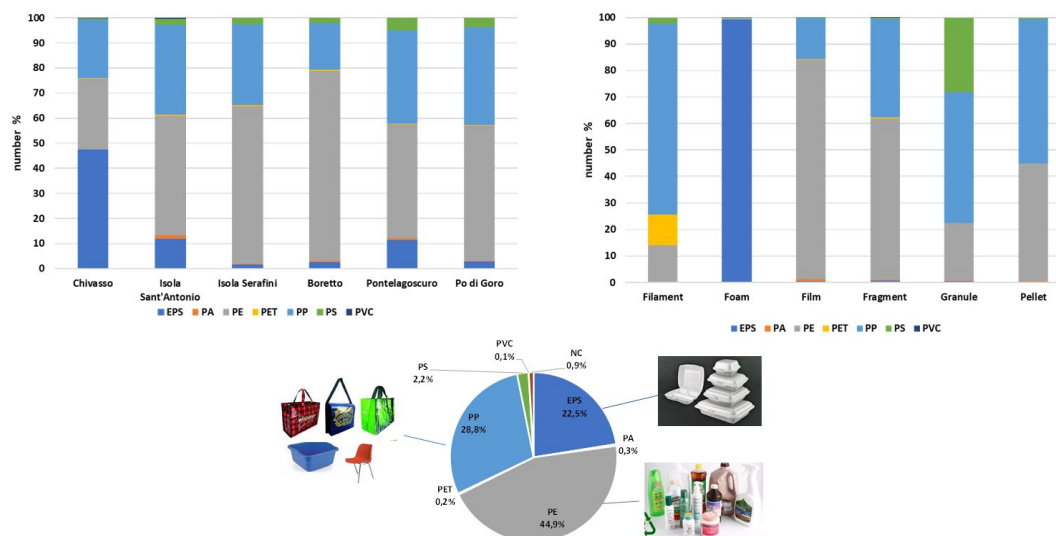 100
90
80
70
60
50
40
30
20
10
0
number %
Chivasso
Isola
Sant'Antonio
Isola Serafini
Boretto
Pontelagoscuro
Po di Goro
EPS PA PE PET PP PS PVC
100
90
80
70
60
50
40
30
20
10
0
number %
Filament
Foam
Film
Fragment
Granule
Pellet
EPS PA PE PET PP PS PVC
PVC
0,1%
NC
0,9%
PS
2,2%
EPS
22,5%
PP
28,8%
PA
0,3%
PET
0,2%
PE
44,9%